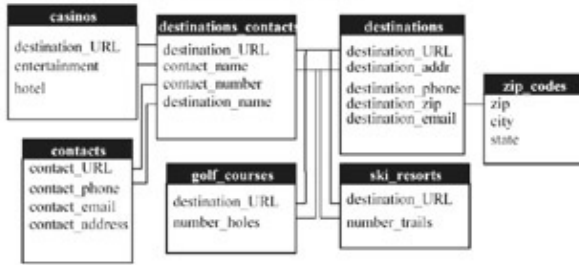 casinos
destination_URL
entertainment
hotel
destinations_contacts
destination_URL
contact_name
contact_number
destination_name
destinations
destination_URL
destination_addr
destination_phone
destination_zip
destination_email
zip_codes
zip
city
state
contacts
contact_URL
contact_phone
contact_email
contact_address
golf_courses
destination_URL
number_holes
ski_resorts
destination_URL
number_trails